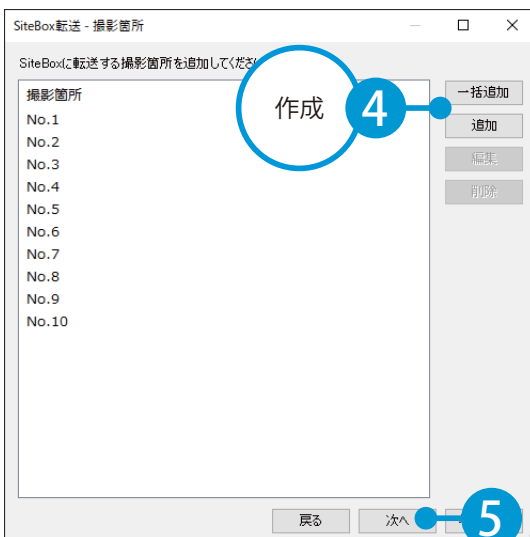 SiteBox転送 - 撮影箇所
SiteBoxに転送する撮影箇所を追加してくださ
作成
4
撮影箇所
No.1
No.2
No.3
No.4
No.5
No.6
No.7
No.8
No.9
No.10
一括追加
追加
編集
削除
戻る
次へ
5